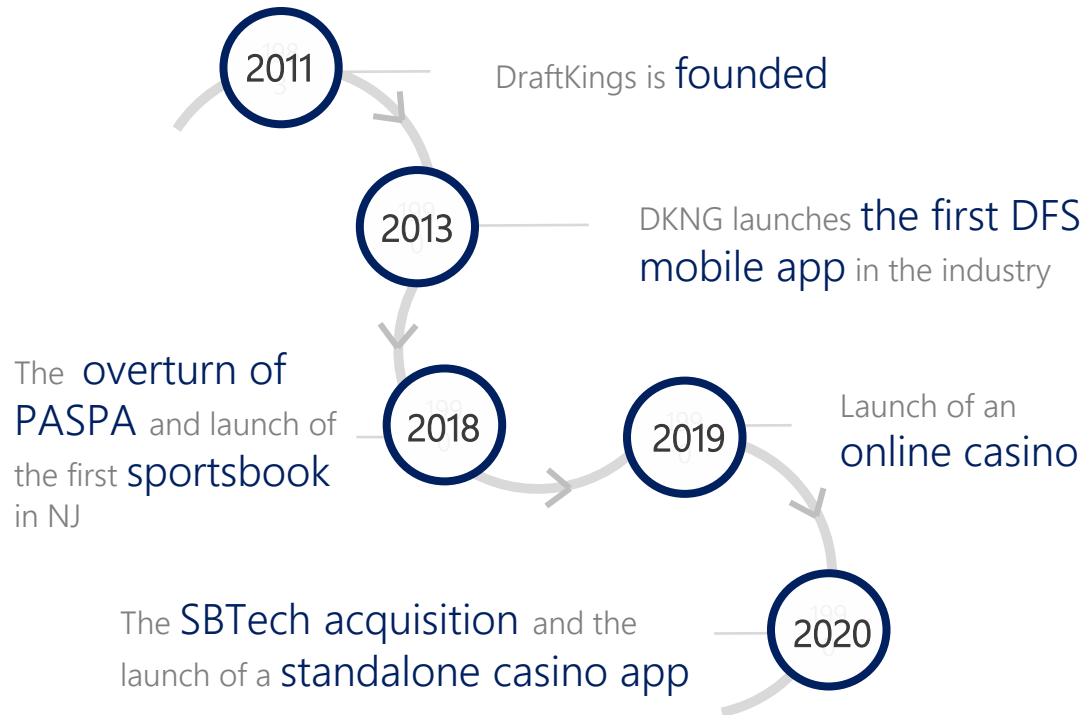 2011
DraftKings is founded
2013
DKNG launches the first DFS
mobile app in the industry
The overturn of
PASPA and launch of
the first sportsbook
in NJ
2018
2019
Launch of an
online casino
The SBTech acquisition and the
launch of a standalone casino app
2020